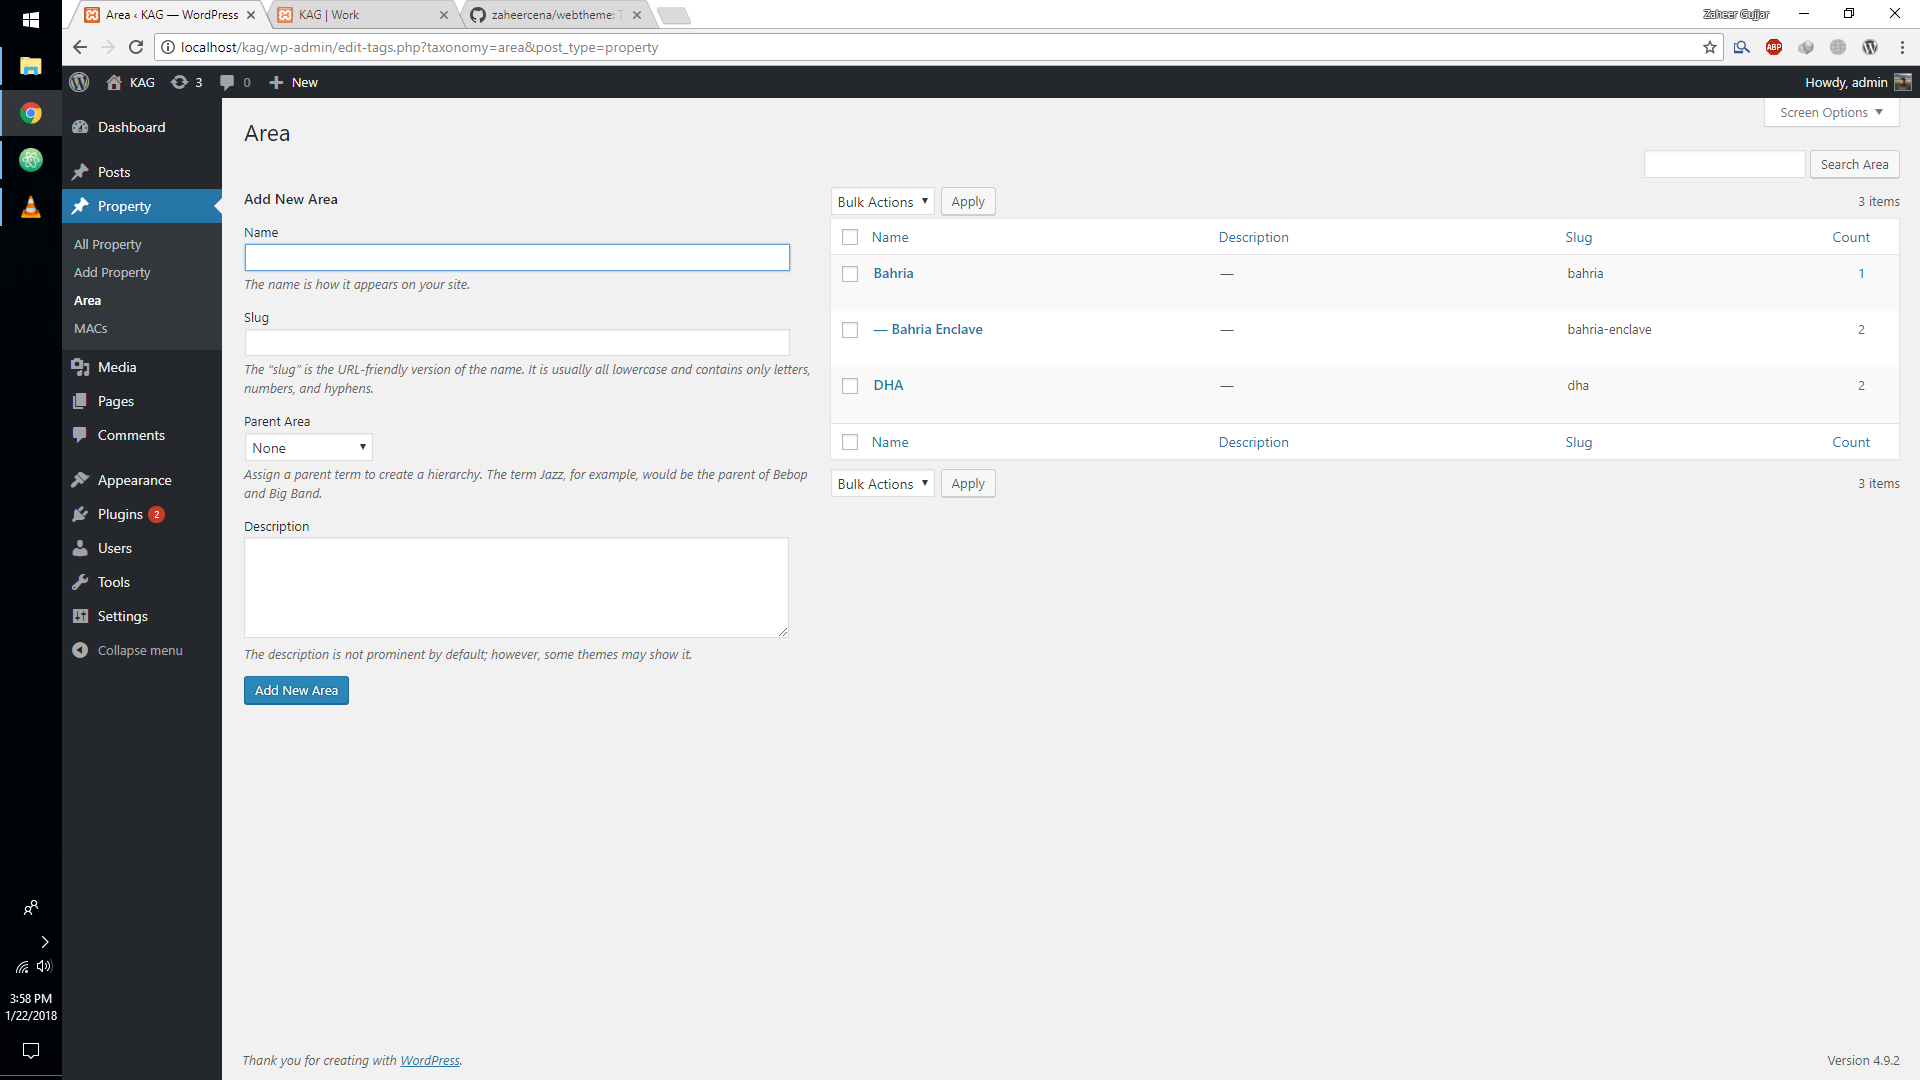 Area ‹ KAG — WordPress
KAG | Work
zaheercena/webtheme: T
Zaheer Gujjar
localhost/kag/wp-admin/edit-tags.php?taxonomy=area&post_type=property
ABP
KAG
3
0
New
Howdy, admin
Dashboard
Posts
Property
All Property
Add Property
Area
MACs
Media
Pages
Comments
Appearance
Plugins 2
Users
Tools
Settings
Collapse menu
Area
Screen Options
Search Area
Add New Area
Name
The name is how it appears on your site.
Slug
The “slug” is the URL-friendly version of the name. It is usually all lowercase and contains only letters,
numbers, and hyphens.
Parent Area
None
Assign a parent term to create a hierarchy. The term Jazz, for example, would be the parent of Bebop
and Big Band.
Description
The description is not prominent by default; however, some themes may show it.
Add New Area
Bulk Actions Apply 3 items
Name Description Slug Count
Bahria — bahria 1
— Bahria Enclave — bahria-enclave 2
DHA — dha 2
Name Description Slug Count
Bulk Actions Apply 3 items
3:58 PM
1/22/2018
Thank you for creating with WordPress.
Version 4.9.2